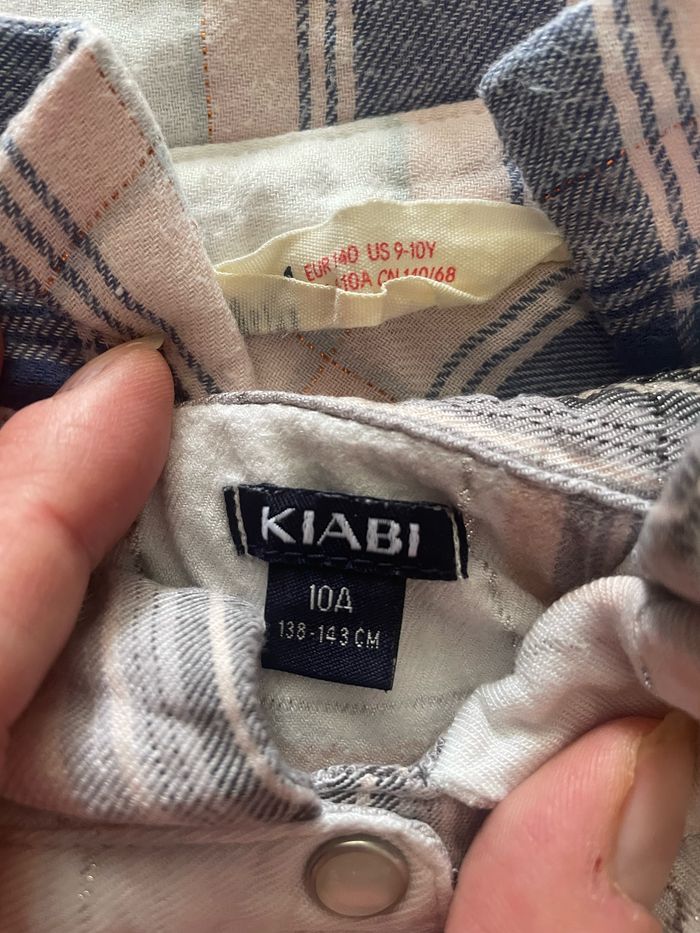 EUR 140 US 9-10Y
10A CN 140/68
KIABI
10A
138-143 CM